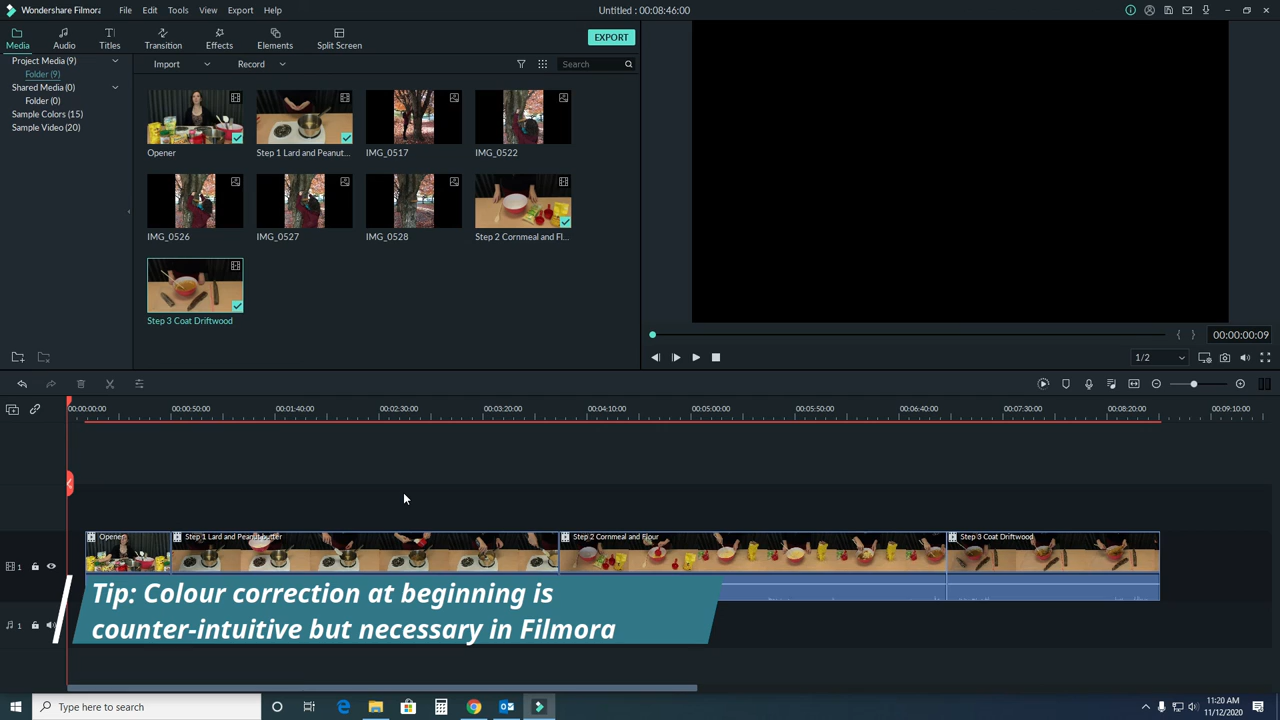 Wondershare Filmora
File
Edit
Tools
View
Export
Help
Untitled : 00:08:46:00
Media
Audio
Titles
Transition
Effects
Elements
Split Screen
EXPORT
Project Media (9)
Folder (9)
Shared Media (0)
Folder (0)
Sample Colors (15)
Sample Video (20)
Import
Record
Search
Opener
Step 1 Lard and Peanut...
IMG_0517
IMG_0522
IMG_0526
IMG_0527
IMG_0528
Step 2 Cornmeal and Fl...
Step 3 Coat Driftwood
00:00:00:09
1/2
00:00:00:00
00:00:50:00
00:01:40:00
00:02:30:00
00:03:20:00
00:04:10:00
00:05:00:00
00:05:50:00
00:06:40:00
00:07:30:00
00:08:20:00
00:09:10:00
Opener
Step 1 Lard and Peanut butter
Step 2 Cornmeal and Flour
Step 3 Coat Driftwood
1
1
Tip: Colour correction at beginning is
counter-intuitive but necessary in Filmora
Type here to search
11:20 AM
11/12/2020